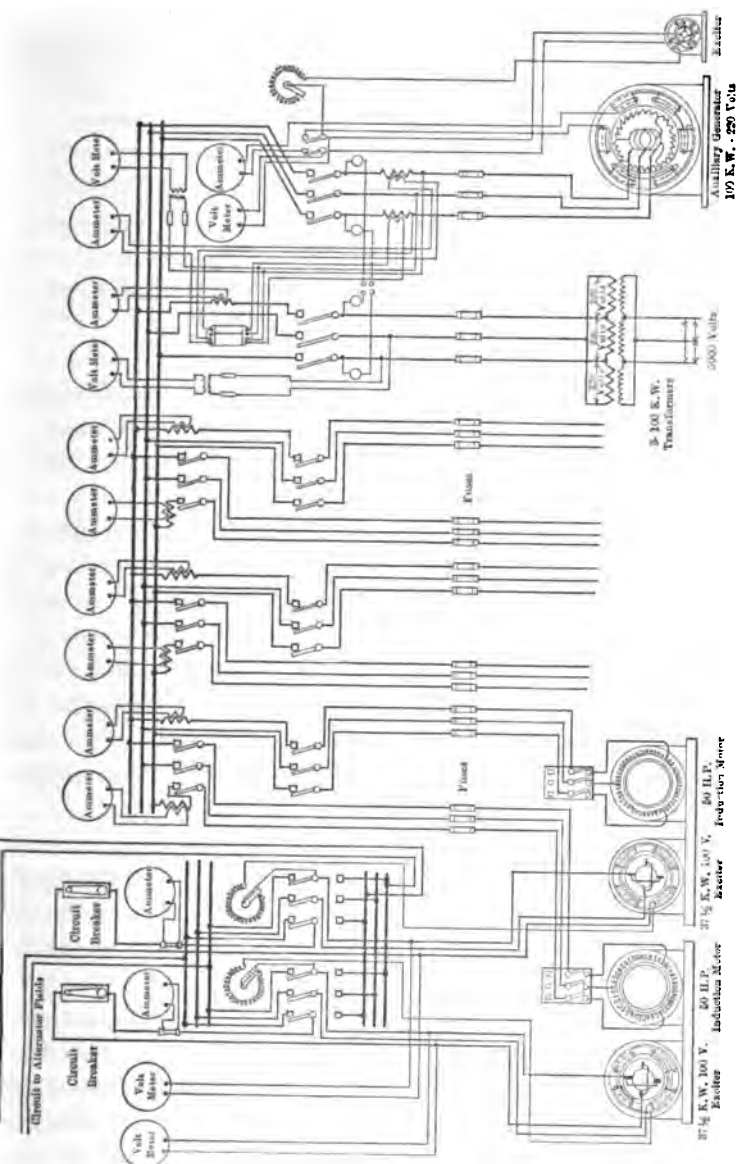 Circuit to Alternator Fields
Circuit
Breaker
Circuit
Breaker
Ammeter
Ammeter
Volt
Meter
Volt
Ammeter
Ammeter
Ammeter
Ammeter
Ammeter
Ammeter
Volt Meter
Ammeter
Ammeter
Volt Meter
Volt
Meter
Ammeter
Fuses
Fuses
3- 100 K.W.
Transformers
Volts
Exciter
Auxiliary Generator
100 K.W. - 220 Volts
50 H.P.
Induction Motor
37½ K.W. 100 V.
Exciter
50 H.P.
Induction Motor
37½ K.W. 100 V.
Exciter